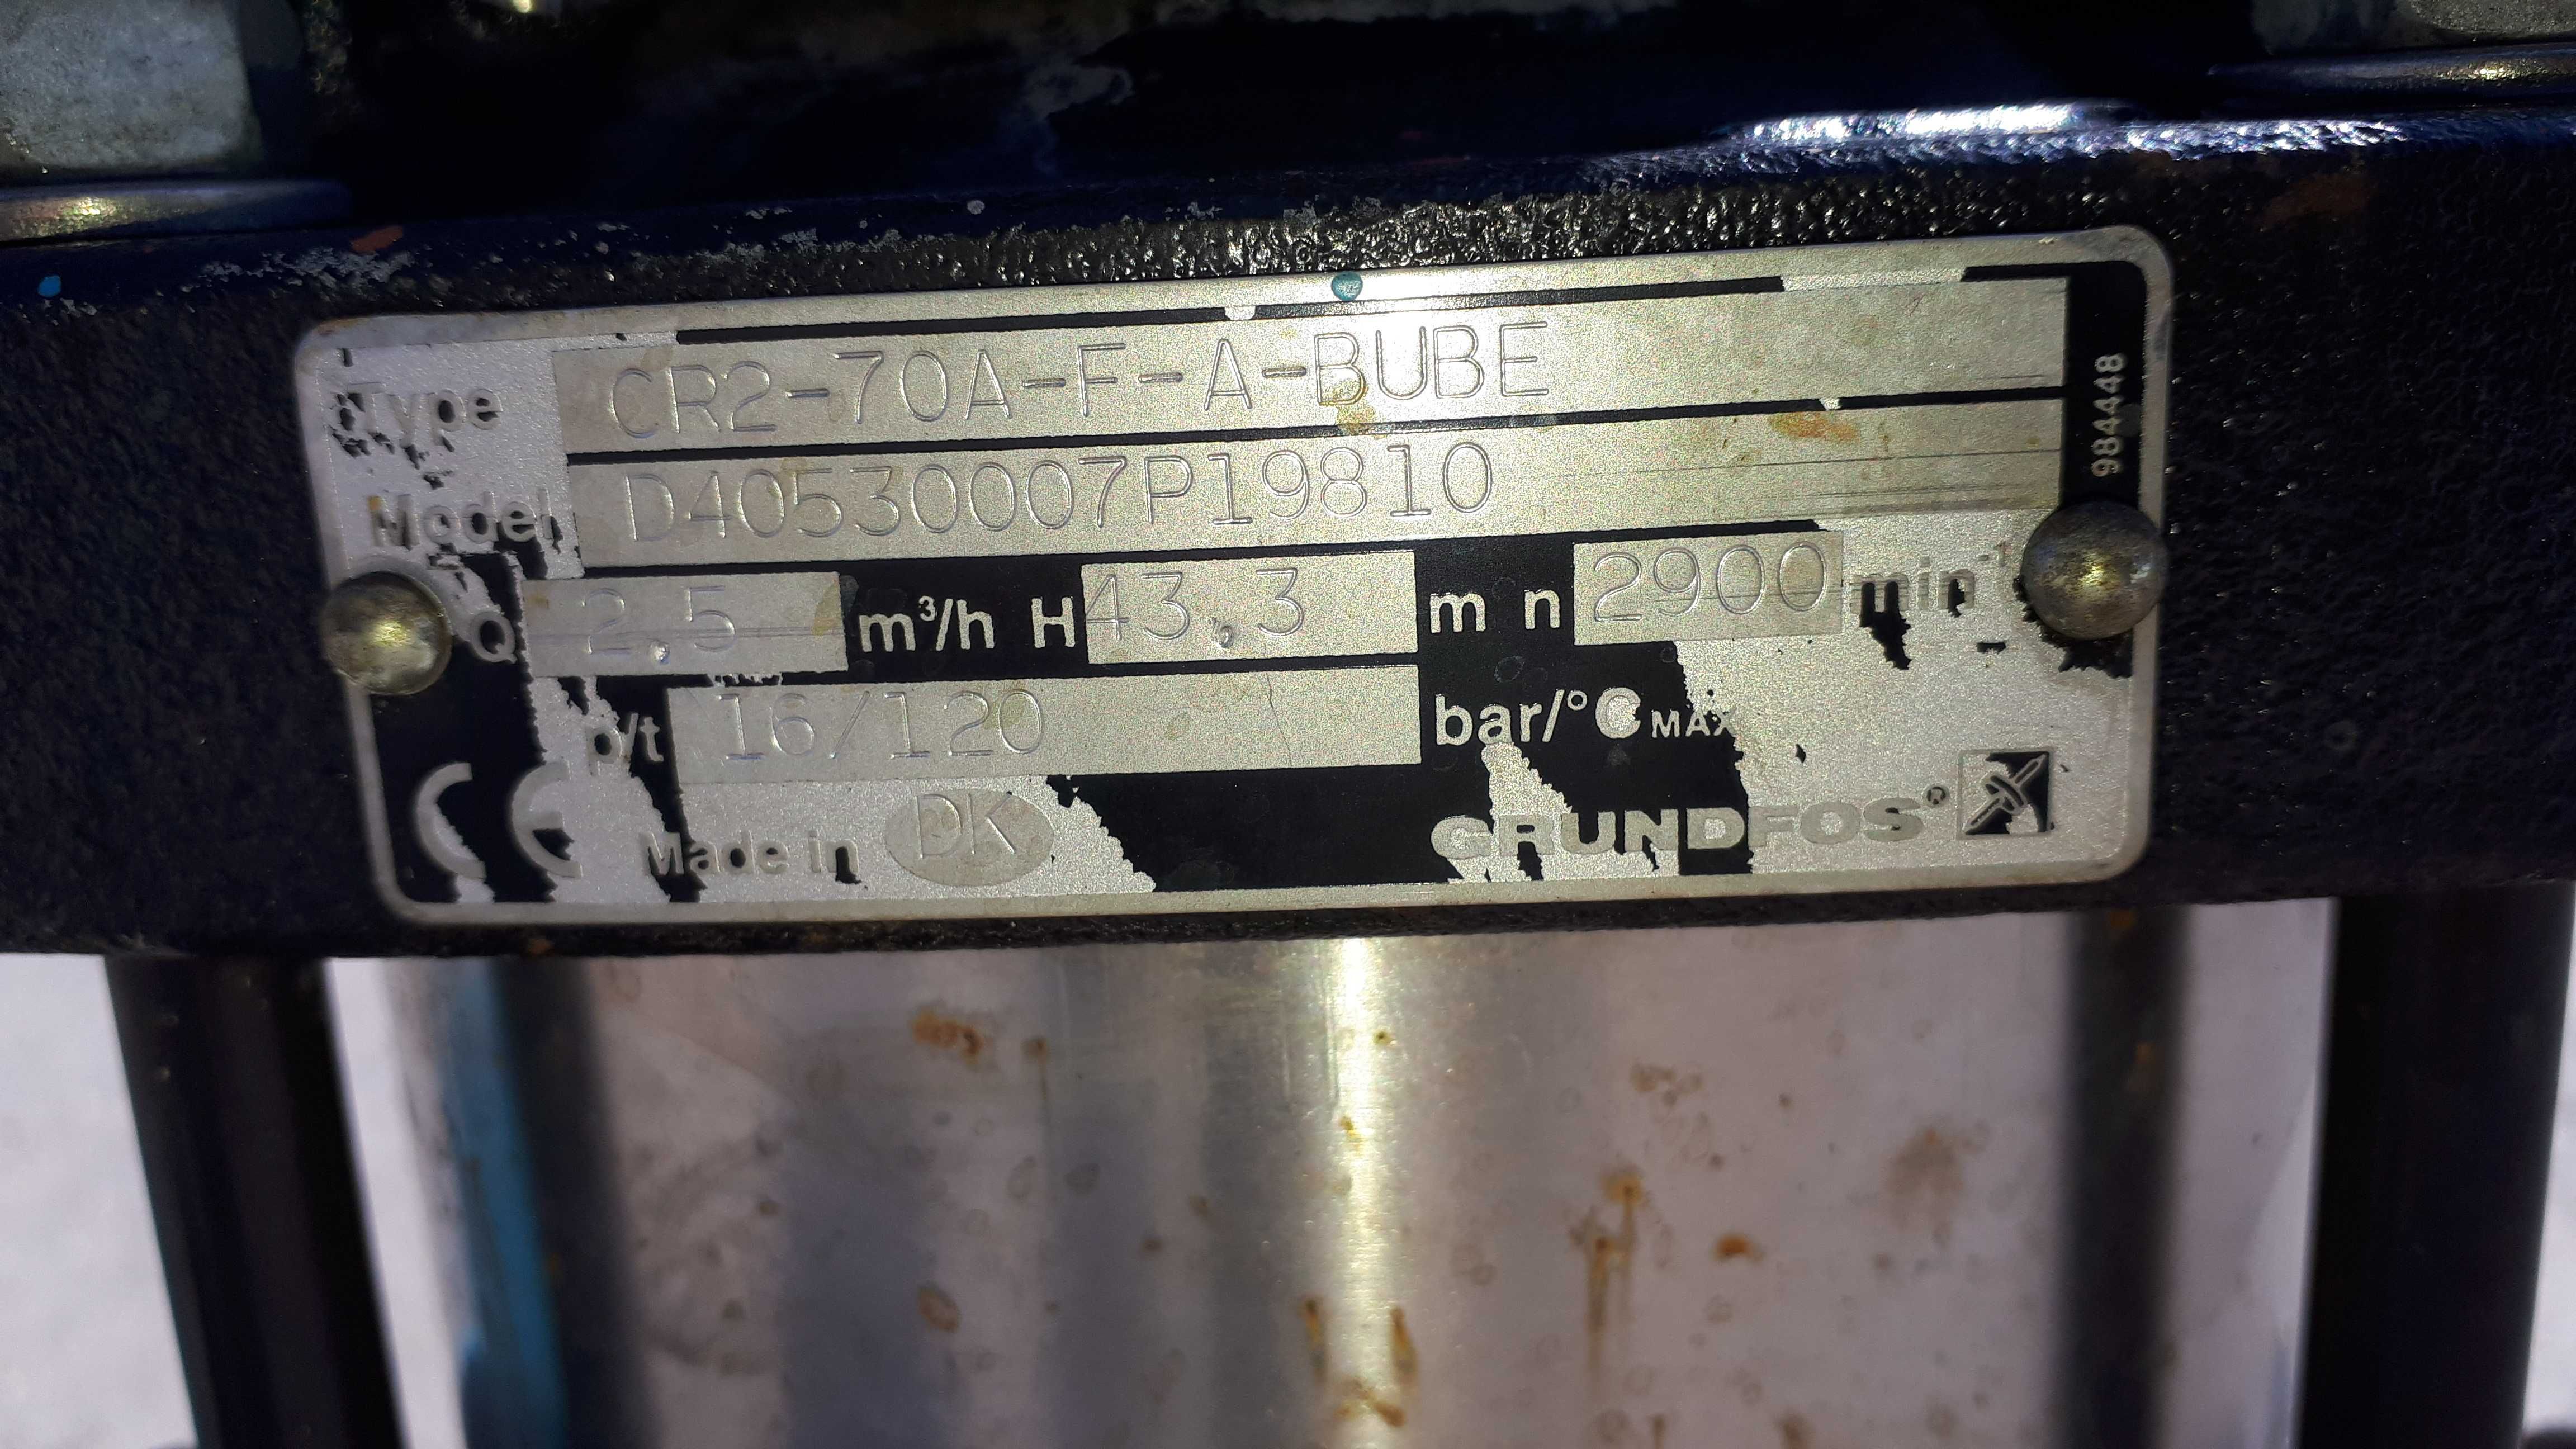 Type CR2-70A-F-A-BUBE
Model D40530007P19810
Q 2.5 m³/h H 43.3 m n 2900 min⁻¹
p/t 16/120 bar/°C MAX
CE Made in DK GRUNDFOS®
984448